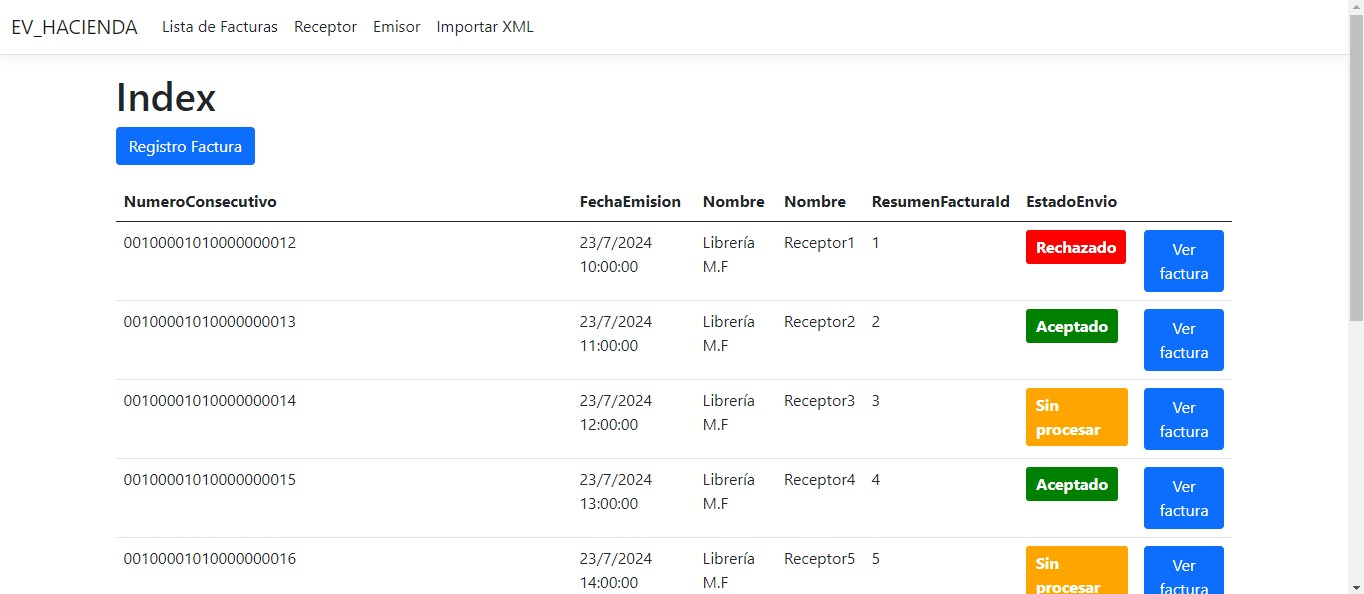 EV_HACIENDA Lista de Facturas Receptor Emisor Importar XML
Index
Registro Factura
NumeroConsecutivo FechaEmision Nombre Nombre ResumenFacturaId EstadoEnvio
00100001010000000012 23/7/2024 Librería Receptor1 1 Rechazado Ver
10:00:00 M.F factura
00100001010000000013 23/7/2024 Librería Receptor2 2 Aceptado Ver
11:00:00 M.F factura
00100001010000000014 23/7/2024 Librería Receptor3 3 Sin Ver
12:00:00 M.F procesar factura
00100001010000000015 23/7/2024 Librería Receptor4 4 Aceptado Ver
13:00:00 M.F factura
00100001010000000016 23/7/2024 Librería Receptor5 5 Sin Ver
14:00:00 M.F procesar factura